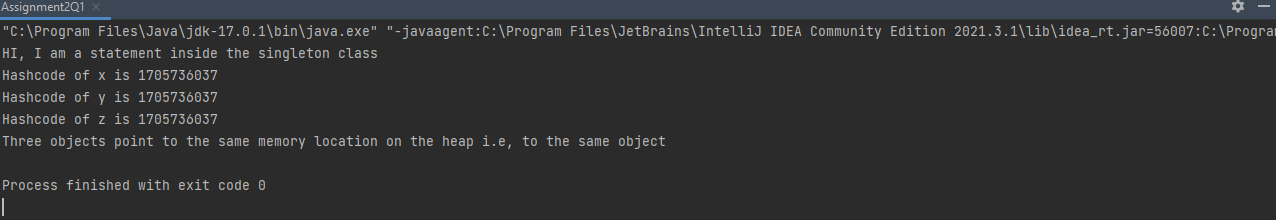 Assignment2Q1
"C:\Program Files\Java\jdk-17.0.1\bin\java.exe" "-javaagent:C:\Program Files\JetBrains\IntelliJ IDEA Community Edition 2021.3.1\lib\idea_rt.jar=56007:C:\Program
HI, I am a statement inside the singleton class
Hashcode of x is 1705736037
Hashcode of y is 1705736037
Hashcode of z is 1705736037
Three objects point to the same memory location on the heap i.e, to the same object
Process finished with exit code 0